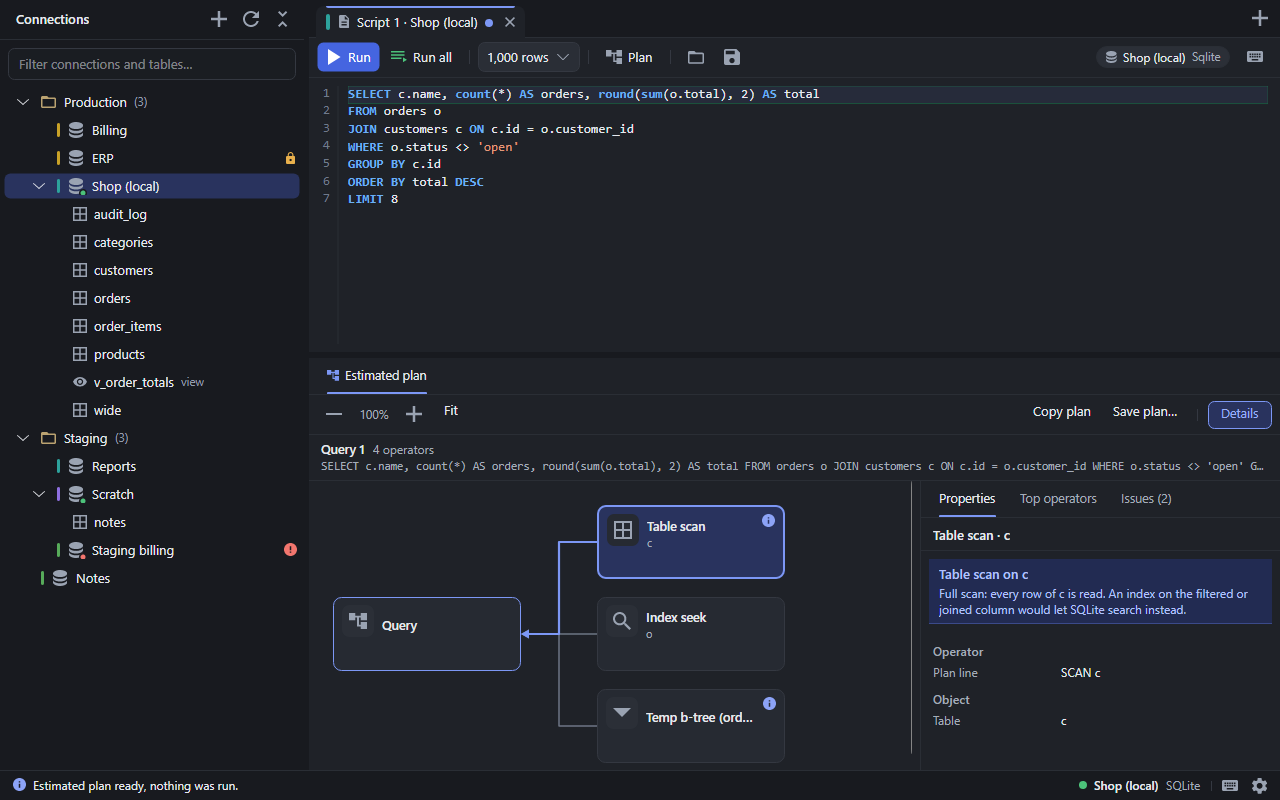 Connections
Filter connections and tables...
Production (3)
Billing
ERP
Shop (local)
audit_log
categories
customers
orders
order_items
products
v_order_totals view
wide
Staging (3)
Reports
Scratch
notes
Staging billing
Notes
Script 1 · Shop (local)
Run
Run all
1,000 rows
Plan
Shop (local) Sqlite
1 SELECT c.name, count(*) AS orders, round(sum(o.total), 2) AS total
2 FROM orders o
3 JOIN customers c ON c.id = o.customer_id
4 WHERE o.status <> 'open'
5 GROUP BY c.id
6 ORDER BY total DESC
7 LIMIT 8
Estimated plan
100%
Fit
Copy plan
Save plan...
Details
Query 1 4 operators
SELECT c.name, count(*) AS orders, round(sum(o.total), 2) AS total FROM orders o JOIN customers c ON c.id = o.customer_id WHERE o.status <> 'open' G…
Query
Table scan
c
Index seek
o
Temp b-tree (ord...
Properties
Top operators
Issues (2)
Table scan · c
Table scan on c
Full scan: every row of c is read. An index on the filtered or
joined column would let SQLite search instead.
Operator
Plan line SCAN c
Object
Table c
Estimated plan ready, nothing was run.
Shop (local) SQLite